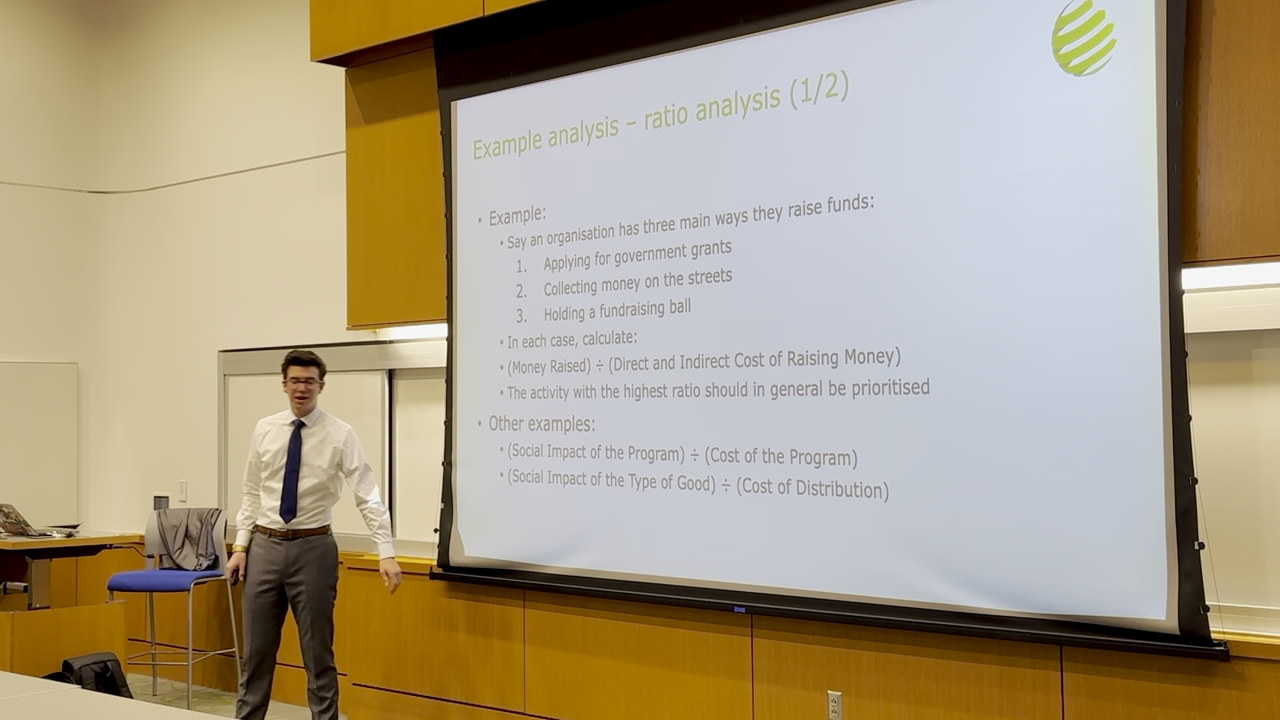 Example analysis – ratio analysis (1/2)
• Example:
• Say an organisation has three main ways they raise funds:
1. Applying for government grants
2. Collecting money on the streets
3. Holding a fundraising ball
• In each case, calculate:
• (Money Raised) ÷ (Direct and Indirect Cost of Raising Money)
• The activity with the highest ratio should in general be prioritised
• Other examples:
• (Social Impact of the Program) ÷ (Cost of the Program)
• (Social Impact of the Type of Good) ÷ (Cost of Distribution)